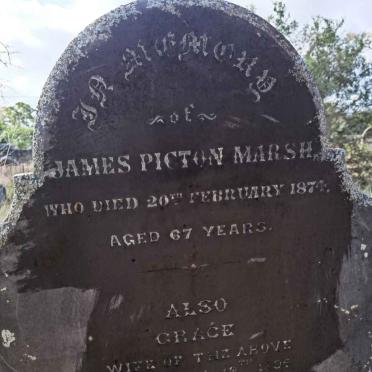 In Memory
of
JAMES PICTON MARSH
WHO DIED 20TH FEBRUARY 1874.
AGED 67 YEARS.
ALSO
GRACE
WIFE OF THE ABOVE